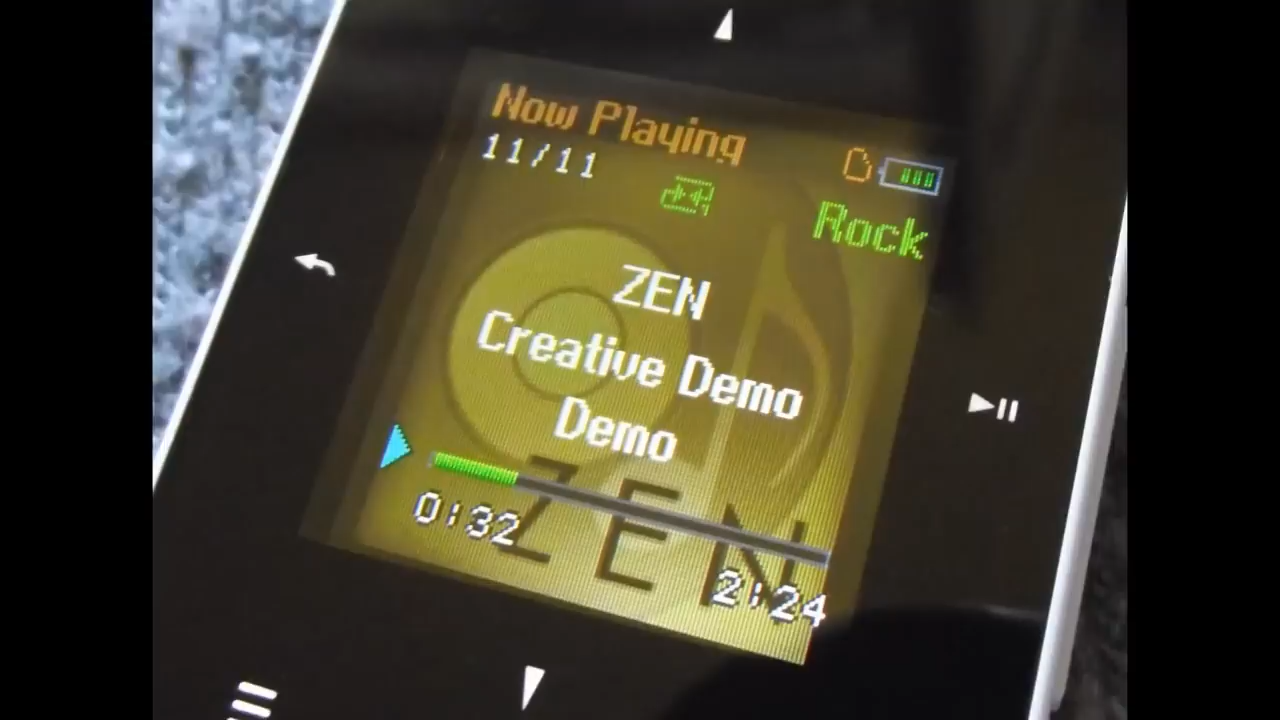 Now Playing
11/11
Rock
ZEN
Creative Demo
Demo
0:32
ZEN
2:24